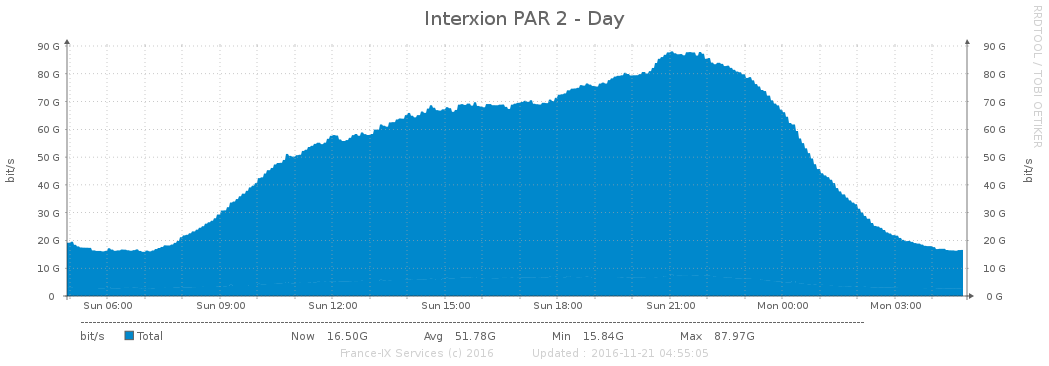 Interxion PAR 2 - Day
RRDTOOL / TOBI OETIKER
90 G 90 G
80 G 80 G
70 G 70 G
60 G 60 G
50 G 50 G
40 G 40 G
30 G 30 G
20 G 20 G
10 G 10 G
0 0 G
bit/s bit/s
Sun 06:00 Sun 09:00 Sun 12:00 Sun 15:00 Sun 18:00 Sun 21:00 Mon 00:00 Mon 03:00
bit/s Total Now 16.50G Avg 51.78G Min 15.84G Max 87.97G
France-IX Services (c) 2016 Updated : 2016-11-21 04:55:05